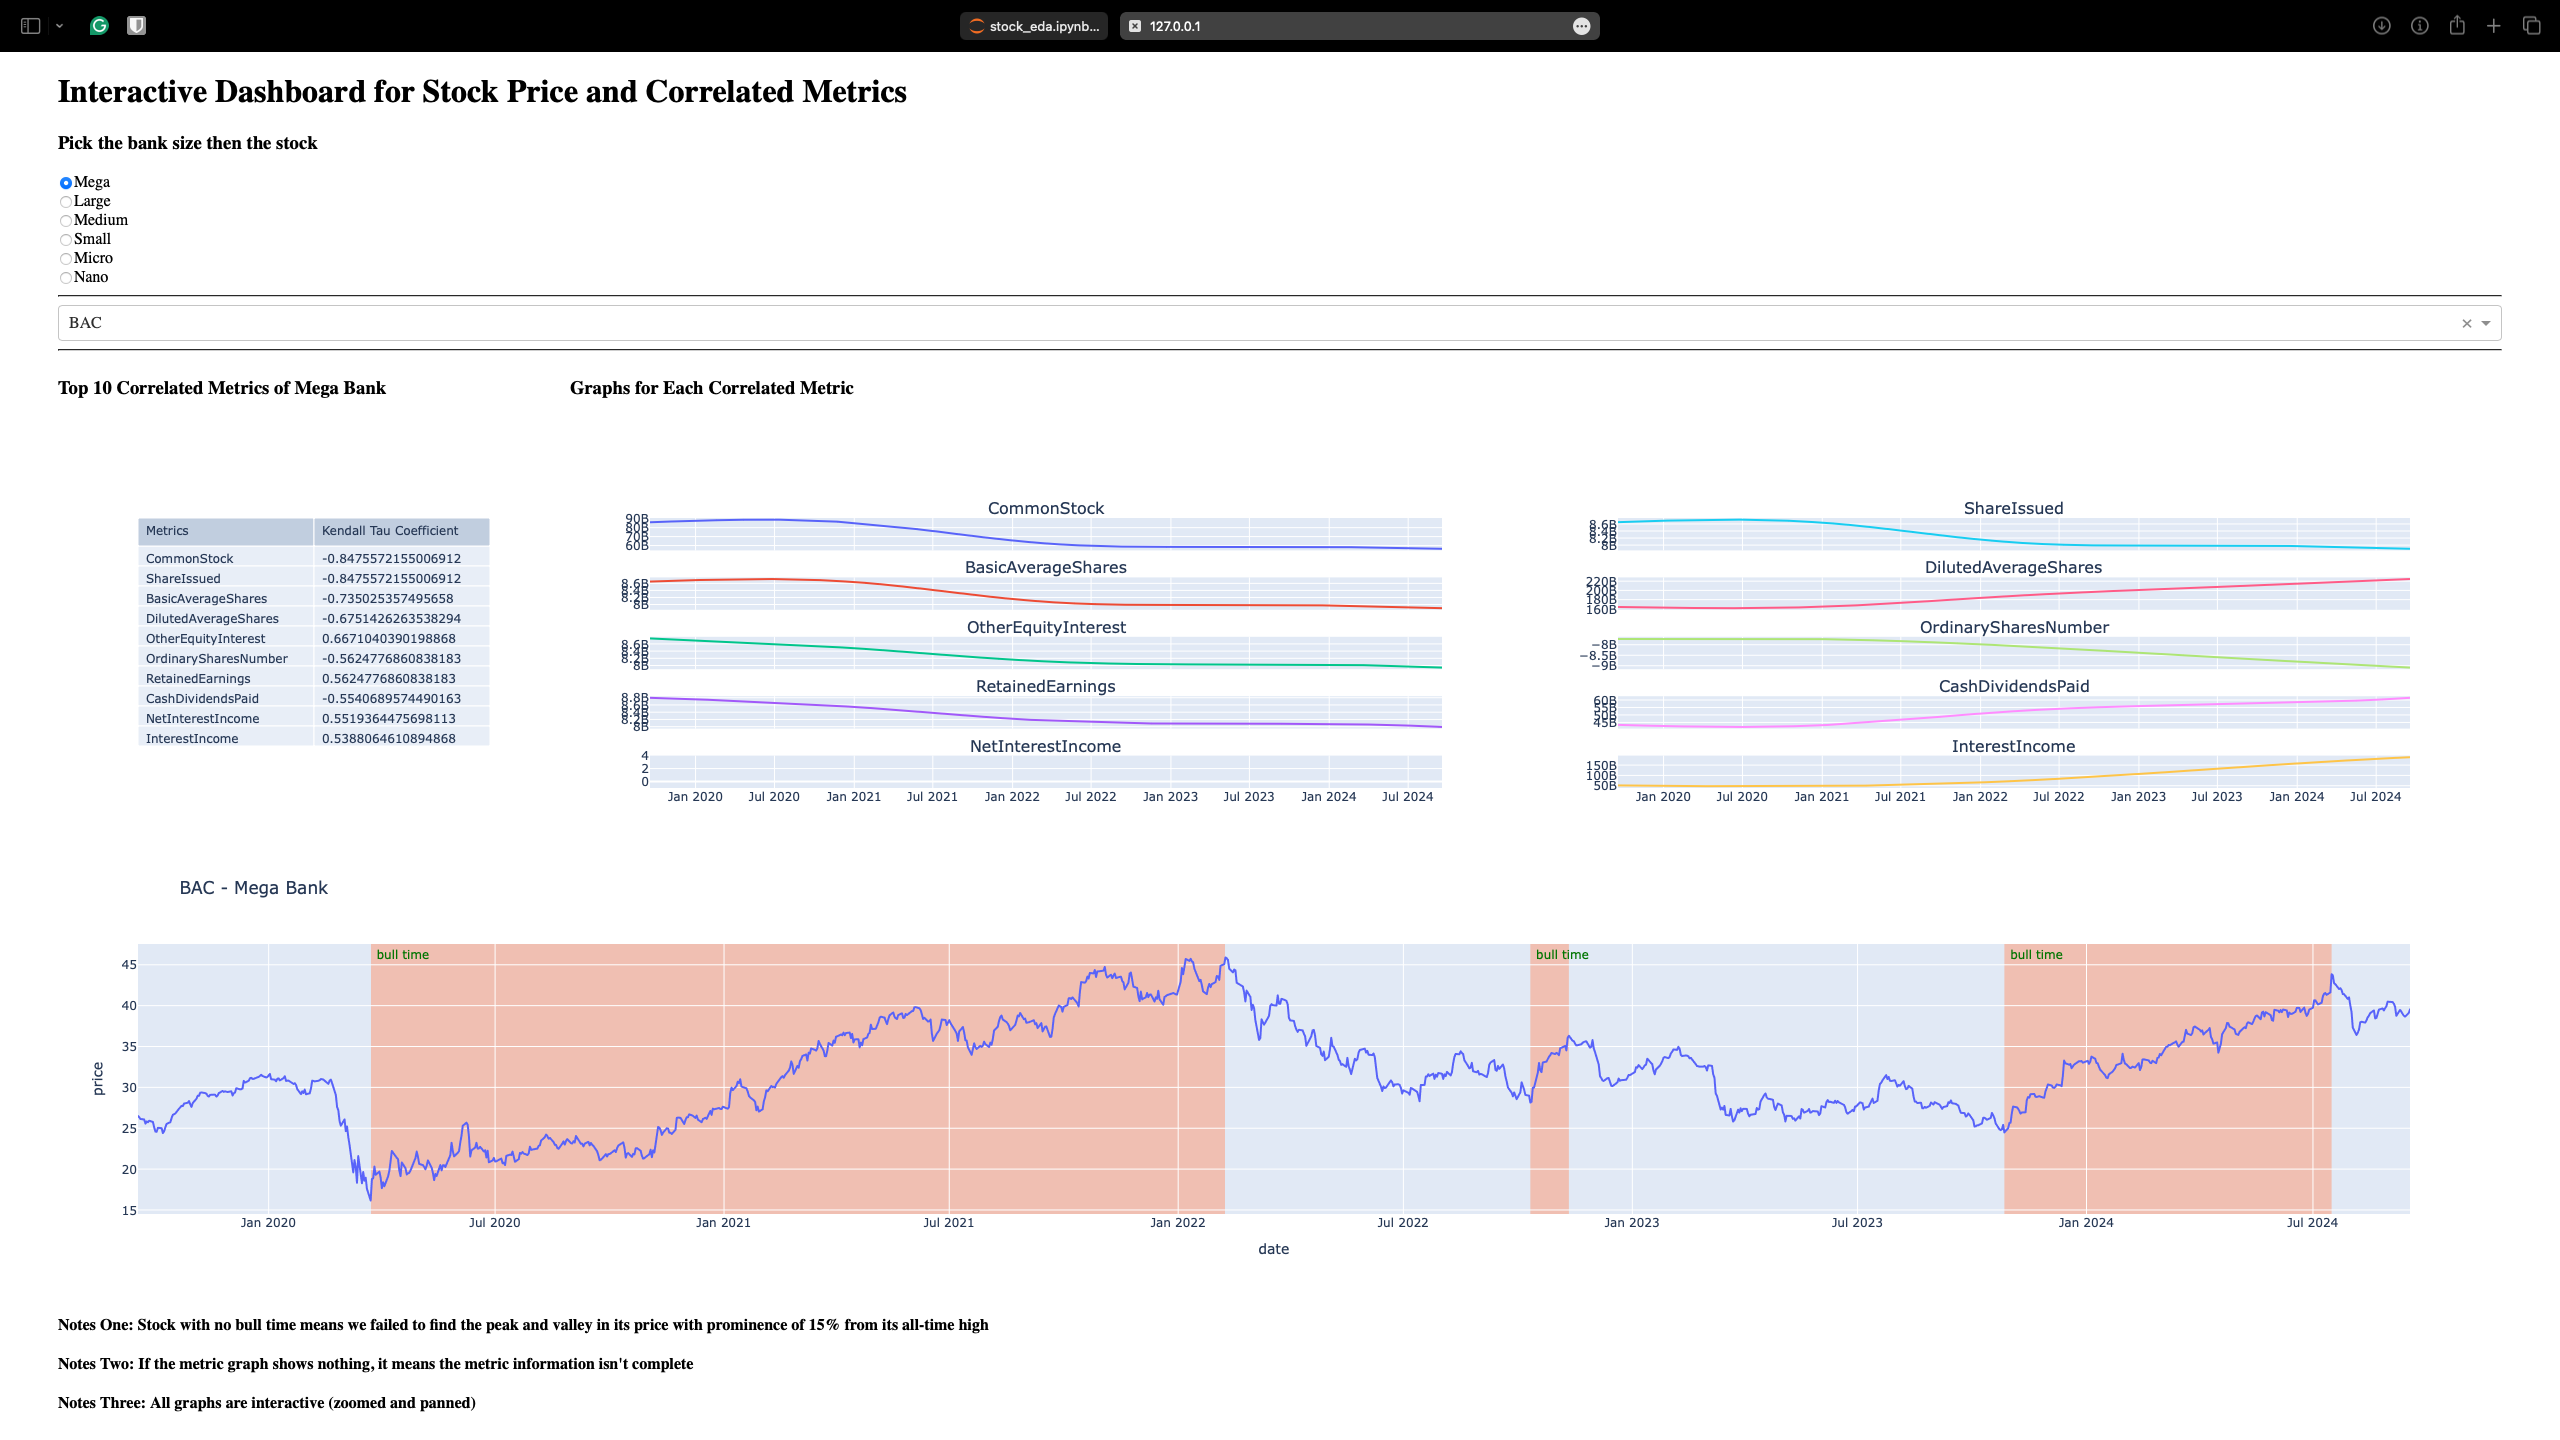 stock_eda.ipynb...
127.0.0.1
Interactive Dashboard for Stock Price and Correlated Metrics
Pick the bank size then the stock
Mega
Large
Medium
Small
Micro
Nano
BAC
Top 10 Correlated Metrics of Mega Bank
Graphs for Each Correlated Metric
Metrics Kendall Tau Coefficient
CommonStock -0.8475572155006912
ShareIssued -0.8475572155006912
BasicAverageShares -0.735025357495658
DilutedAverageShares -0.6751426263538294
OtherEquityInterest 0.6671040390198868
OrdinarySharesNumber -0.5624776860838183
RetainedEarnings 0.5624776860838183
CashDividendsPaid -0.5540689574490163
NetInterestIncome 0.5519364475698113
InterestIncome 0.5388064610894868
CommonStock
90B
80B
70B
60B
BasicAverageShares
8.6B
8.4B
8.2B
8B
OtherEquityInterest
8.6B
8.4B
8.2B
8B
RetainedEarnings
8.8B
8.6B
8.4B
8.2B
8B
NetInterestIncome
4
2
0
Jan 2020 Jul 2020 Jan 2021 Jul 2021 Jan 2022 Jul 2022 Jan 2023 Jul 2023 Jan 2024 Jul 2024
ShareIssued
8.6B
8.4B
8.2B
8B
DilutedAverageShares
220B
200B
180B
160B
OrdinarySharesNumber
−8B
−8.5B
−9B
CashDividendsPaid
60B
55B
50B
45B
InterestIncome
150B
100B
50B
Jan 2020 Jul 2020 Jan 2021 Jul 2021 Jan 2022 Jul 2022 Jan 2023 Jul 2023 Jan 2024 Jul 2024
BAC - Mega Bank
bull time bull time bull time
45
40
35
30
25
20
15
price
Jan 2020 Jul 2020 Jan 2021 Jul 2021 Jan 2022 Jul 2022 Jan 2023 Jul 2023 Jan 2024 Jul 2024
date
Notes One: Stock with no bull time means we failed to find the peak and valley in its price with prominence of 15% from its all-time high
Notes Two: If the metric graph shows nothing, it means the metric information isn't complete
Notes Three: All graphs are interactive (zoomed and panned)